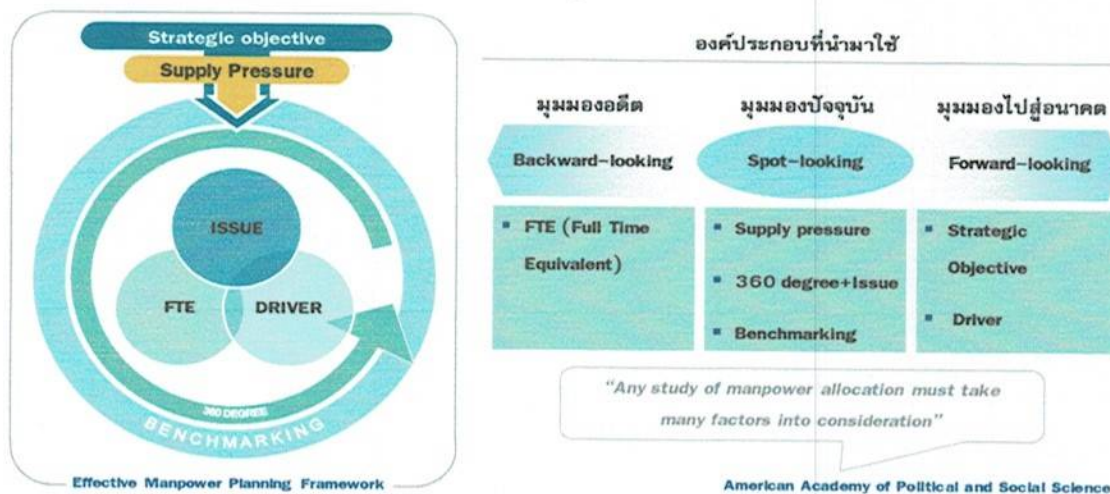 Strategic objective
Supply Pressure
ISSUE
FTE
DRIVER
360 DEGREE
BENCHMARKING
Effective Manpower Planning Framework
องค์ประกอบที่นำมาใช้
มุมมองอดีต
มุมมองปัจจุบัน
มุมมองไปสู่อนาคต
Backward-looking
Spot-looking
Forward-looking
▪ FTE (Full Time
Equivalent)
▪ Supply pressure
▪ 360 degree+Issue
▪ Benchmarking
▪ Strategic
Objective
▪ Driver
"Any study of manpower allocation must take
many factors into consideration"
American Academy of Political and Social Science